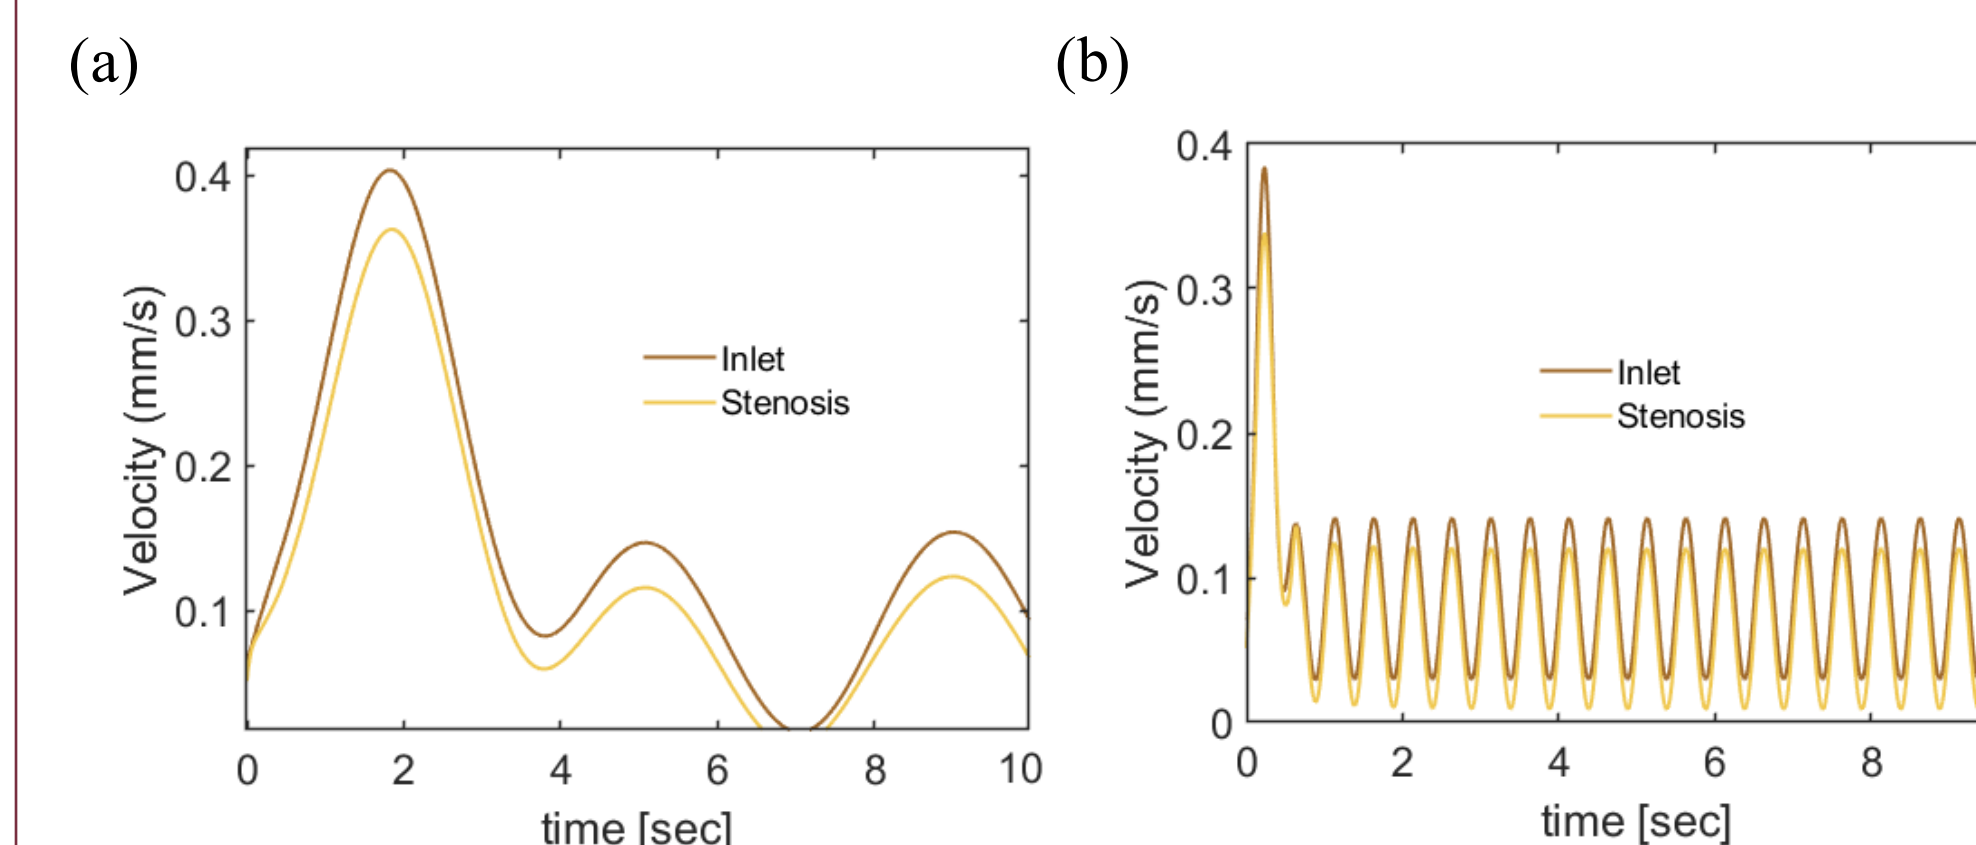 (a)
0.4
0.3
0.2
0.1
Velocity (mm/s)
Inlet
Stenosis
0 2 4 6 8 10
time [sec]
(b)
0.4
0.3
0.2
0.1
0
Velocity (mm/s)
Inlet
Stenosis
0 2 4 6 8
time [sec]